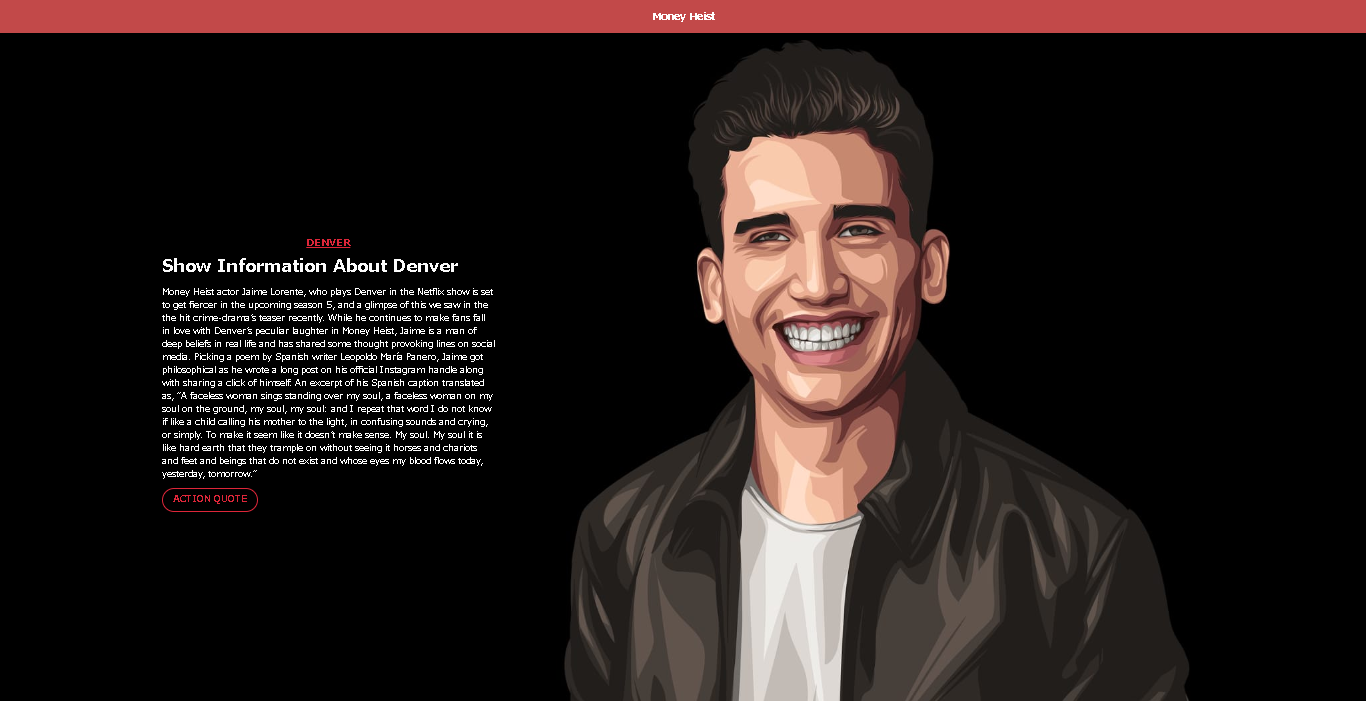 Money Heist
DENVER
Show Information About Denver
Money Heist actor Jaime Lorente, who plays Denver in the Netflix show is set
to get fiercer in the upcoming season 5, and a glimpse of this we saw in the
the hit crime-drama's teaser recently. While he continues to make fans fall
in love with Denver's peculiar laughter in Money Heist, Jaime is a man of
deep beliefs in real life and has shared some thought provoking lines on social
media. Picking a poem by Spanish writer Leopoldo María Panero, Jaime got
philosophical as he wrote a long post on his official Instagram handle along
with sharing a click of himself. An excerpt of his Spanish caption translated
as, "A faceless woman sings standing over my soul, a faceless woman on my
soul on the ground, my soul, my soul: and I repeat that word I do not know
if like a child calling his mother to the light, in confusing sounds and crying,
or simply. To make it seem like it doesn't make sense. My soul. My soul it is
like hard earth that they trample on without seeing it horses and chariots
and feet and beings that do not exist and whose eyes my blood flows today,
yesterday, tomorrow."
ACTION QUOTE